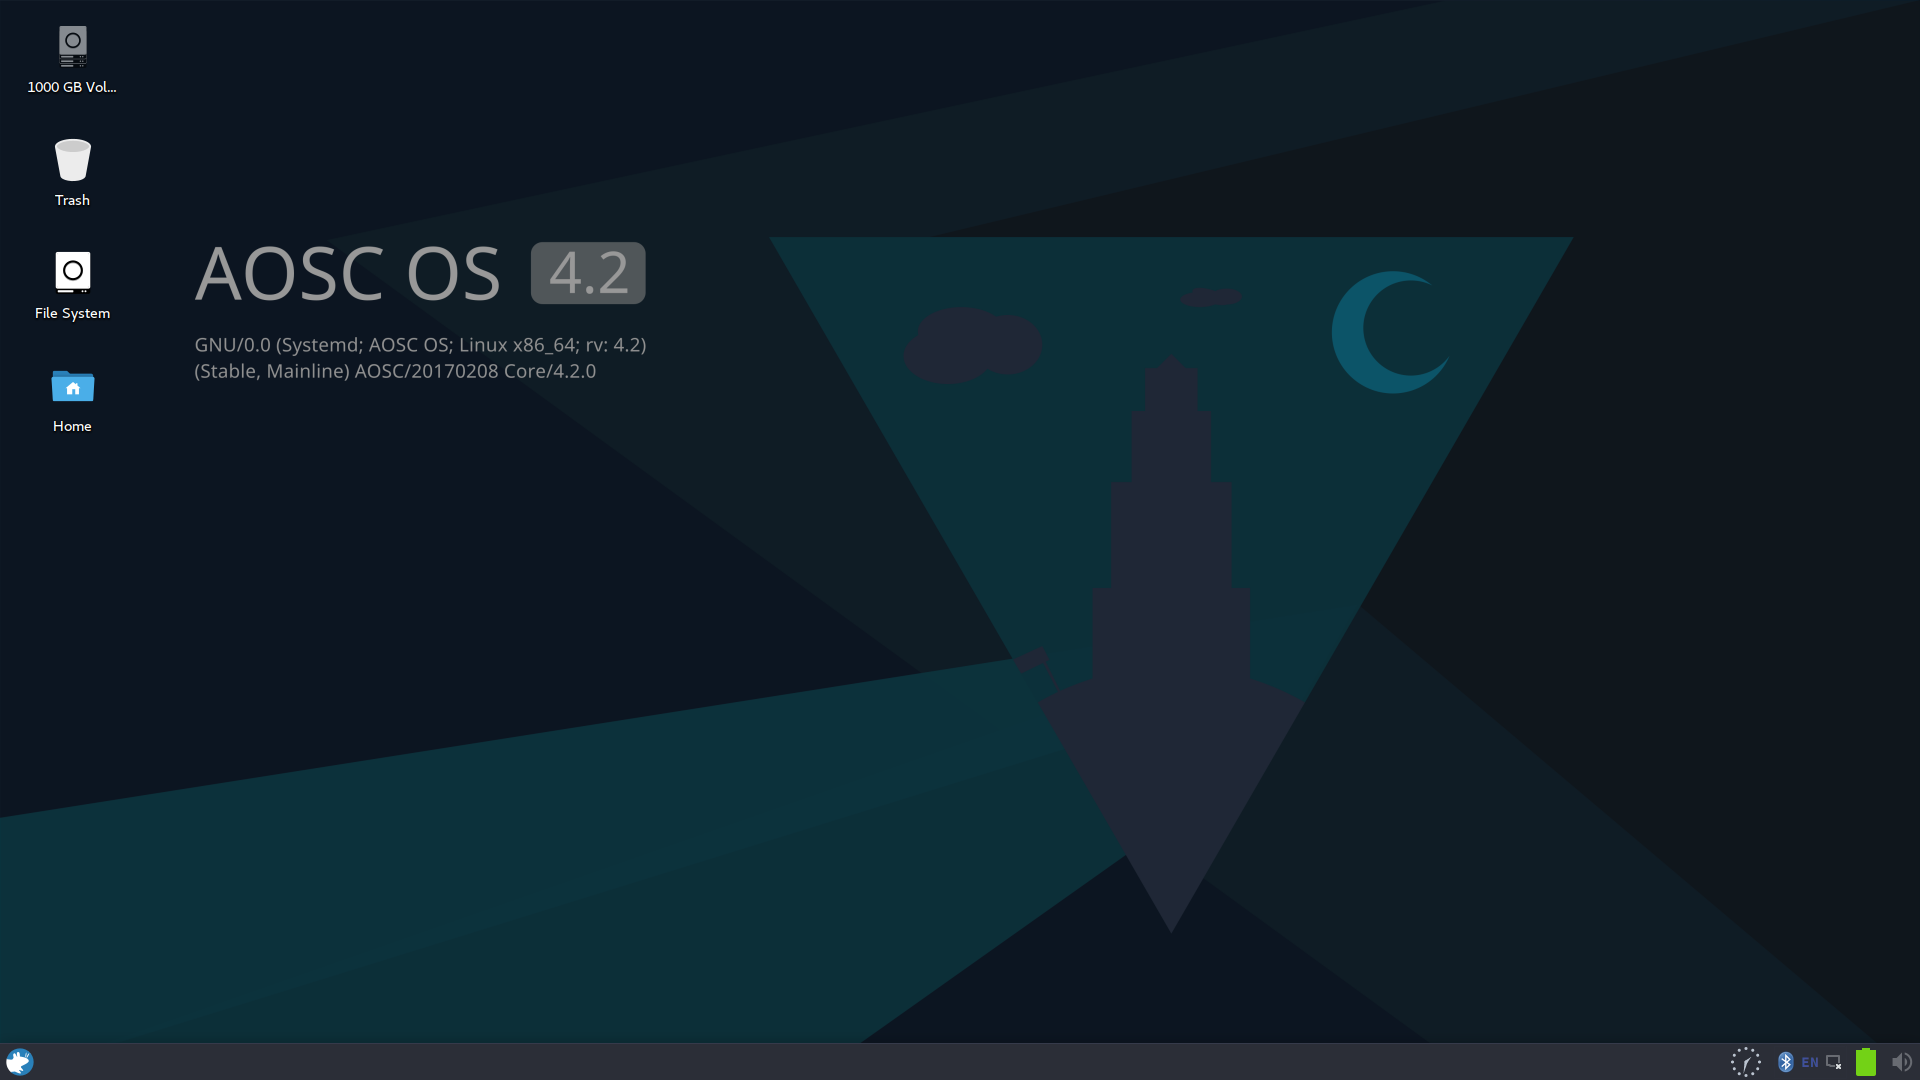 1000 GB Vol...
Trash
File System
Home
AOSC OS 4.2
GNU/0.0 (Systemd; AOSC OS; Linux x86_64; rv: 4.2)
(Stable, Mainline) AOSC/20170208 Core/4.2.0
EN